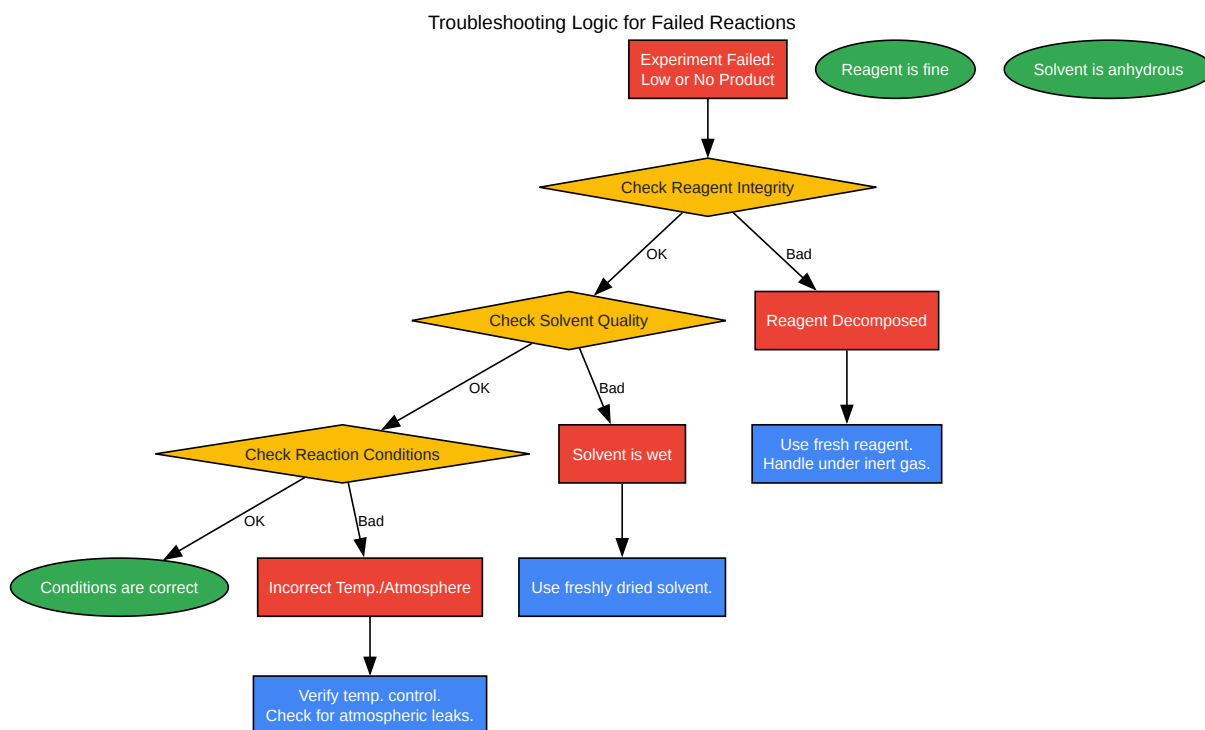 Troubleshooting Logic for Failed Reactions
Experiment Failed:
Low or No Product
Reagent is fine
Solvent is anhydrous
Check Reagent Integrity
OK
Bad
Check Solvent Quality
Reagent Decomposed
OK
Bad
Check Reaction Conditions
Solvent is wet
Use fresh reagent.
Handle under inert gas.
OK
Bad
Conditions are correct
Incorrect Temp./Atmosphere
Use freshly dried solvent.
Verify temp. control.
Check for atmospheric leaks.